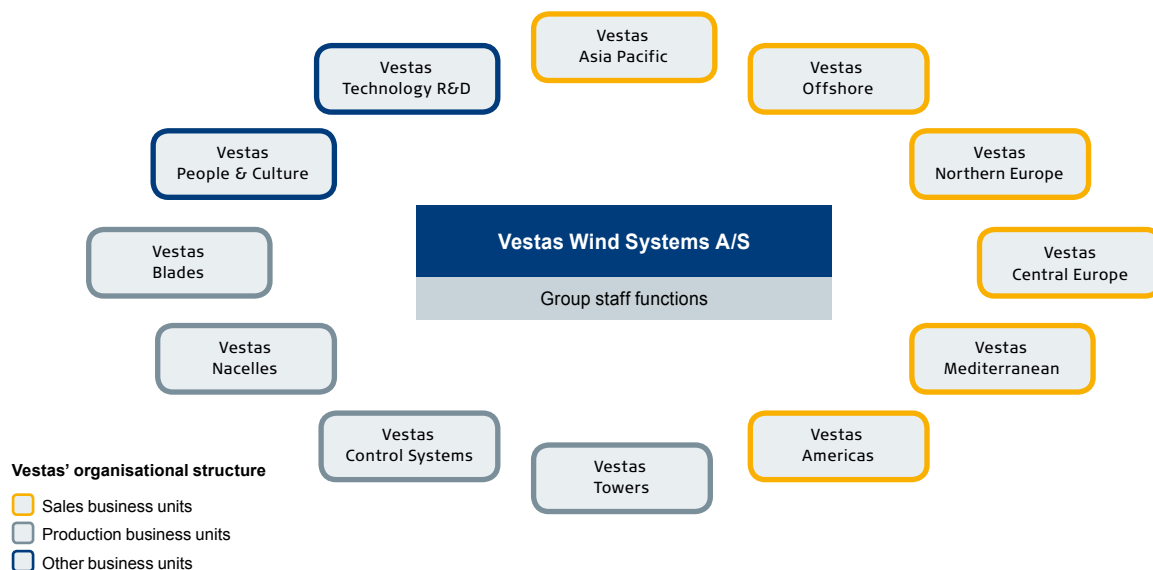 Vestas
Asia Pacific
Vestas
Technology R&D
Vestas
Offshore
Vestas
People & Culture
Vestas
Northern Europe
Vestas Wind Systems A/S
Group staff functions
Vestas
Blades
Vestas
Central Europe
Vestas
Nacelles
Vestas
Mediterranean
Vestas
Control Systems
Vestas
Americas
Vestas
Towers
Vestas' organisational structure
Sales business units
Production business units
Other business units